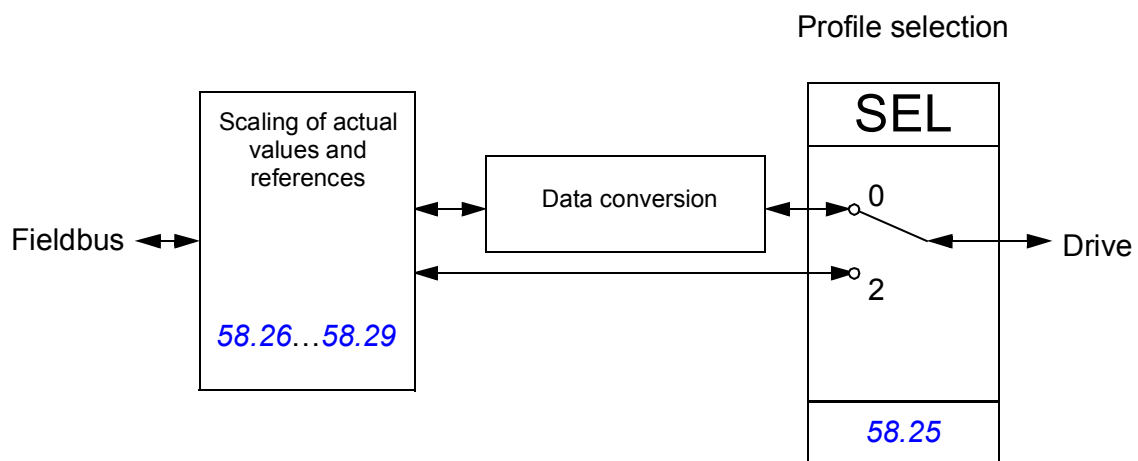 Profile selection
SEL
Scaling of actual
values and
references
Data conversion
0
Fieldbus
Drive
2
58.26…58.29
58.25